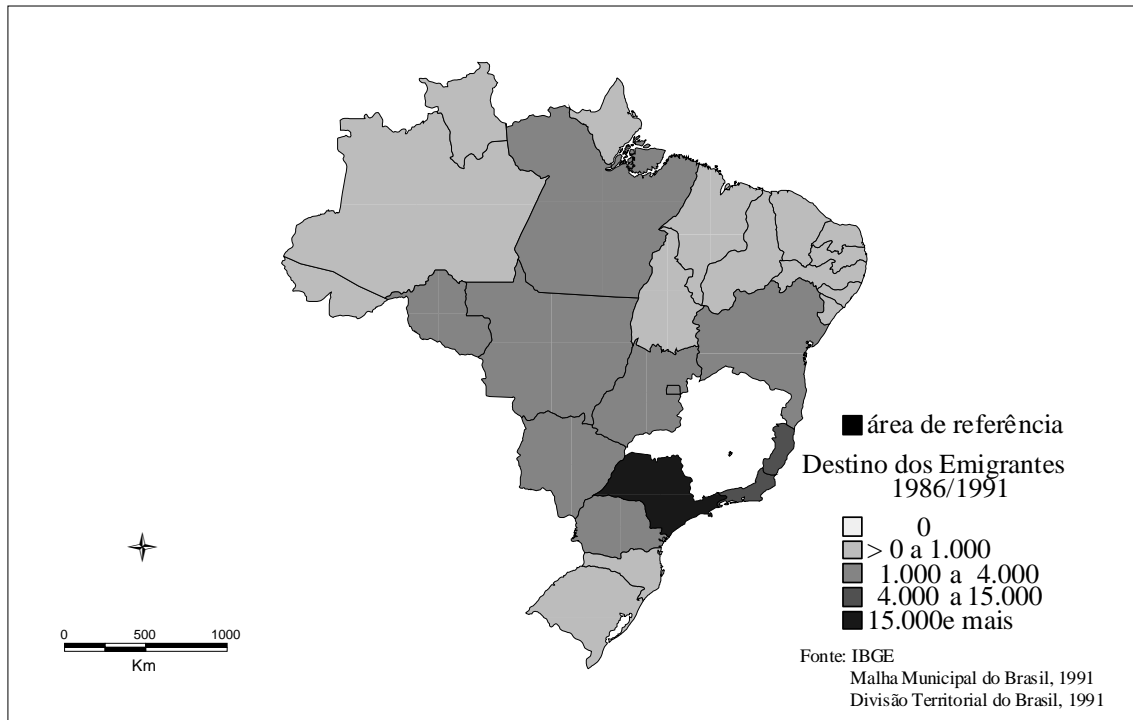 área de referência
Destino dos Emigrantes
1986/1991
0
> 0 a 1.000
1.000 a 4.000
4.000 a 15.000
15.000e mais
0 500 1000
Km
Fonte: IBGE
Malha Municipal do Brasil, 1991
Divisão Territorial do Brasil, 1991